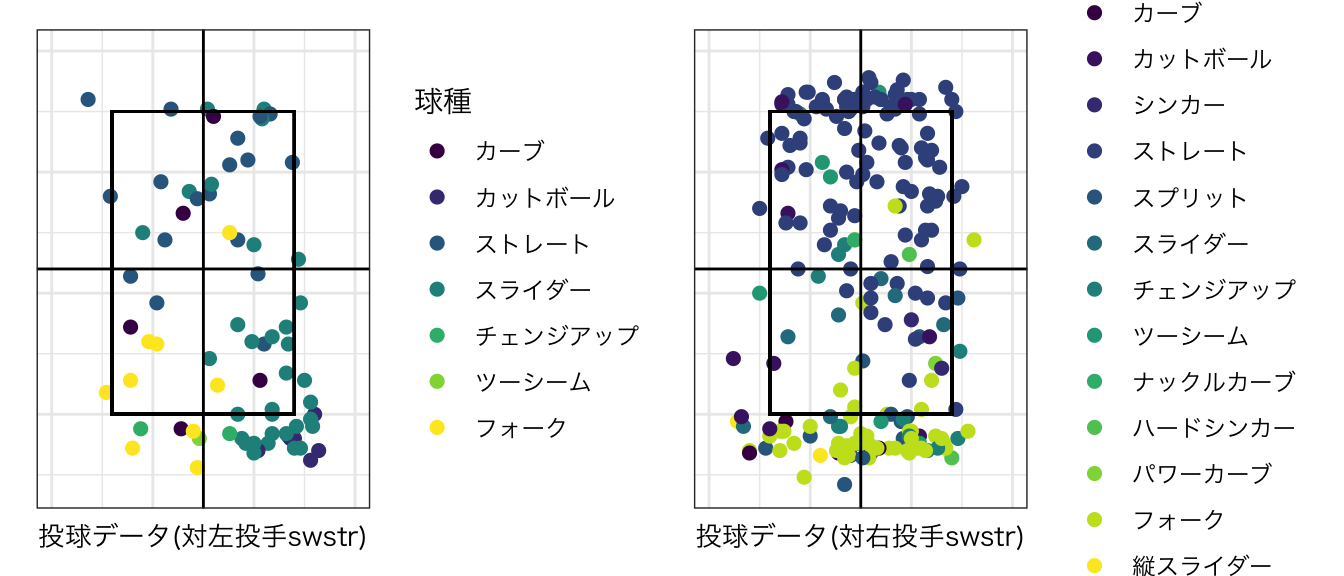 球種
カーブ
カットボール
ストレート
スライダー
チェンジアップ
ツーシーム
フォーク
投球データ(対左投手swstr)
カーブ
カットボール
シンカー
ストレート
スプリット
スライダー
チェンジアップ
ツーシーム
ナックルカーブ
ハードシンカー
パワーカーブ
フォーク
縦スライダー
投球データ(対右投手swstr)